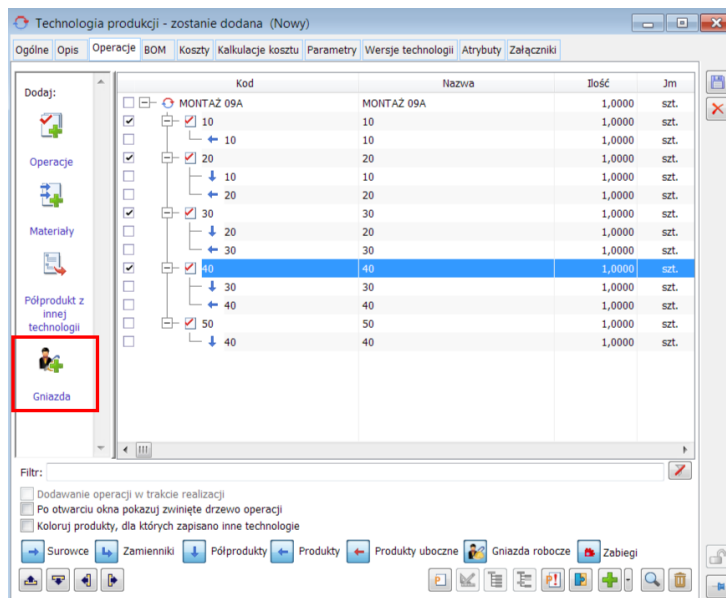 Technologia produkcji - zostanie dodana (Nowy)
Ogólne Opis Operacje BOM Koszty Kalkulacje kosztu Parametry Wersje technologii Atrybuty Załączniki
Dodaj:
Operacje
Materiały
Półprodukt z
innej
technologii
Gniazda
Kod Nazwa Ilość Jm
MONTAŻ 09A MONTAŻ 09A 1,0000 szt.
10 10 1,0000 szt.
10 10 1,0000 szt.
20 20 1,0000 szt.
10 10 1,0000 szt.
20 20 1,0000 szt.
30 30 1,0000 szt.
20 20 1,0000 szt.
30 30 1,0000 szt.
40 40 1,0000 szt.
30 30 1,0000 szt.
40 40 1,0000 szt.
50 50 1,0000 szt.
40 40 1,0000 szt.
Filtr:
Dodawanie operacji w trakcie realizacji
Po otwarciu okna pokazuj zwinięte drzewo operacji
Koloruj produkty, dla których zapisano inne technologie
Surowce Zamienniki Półprodukty Produkty Produkty uboczne Gniazda robocze Zabiegi